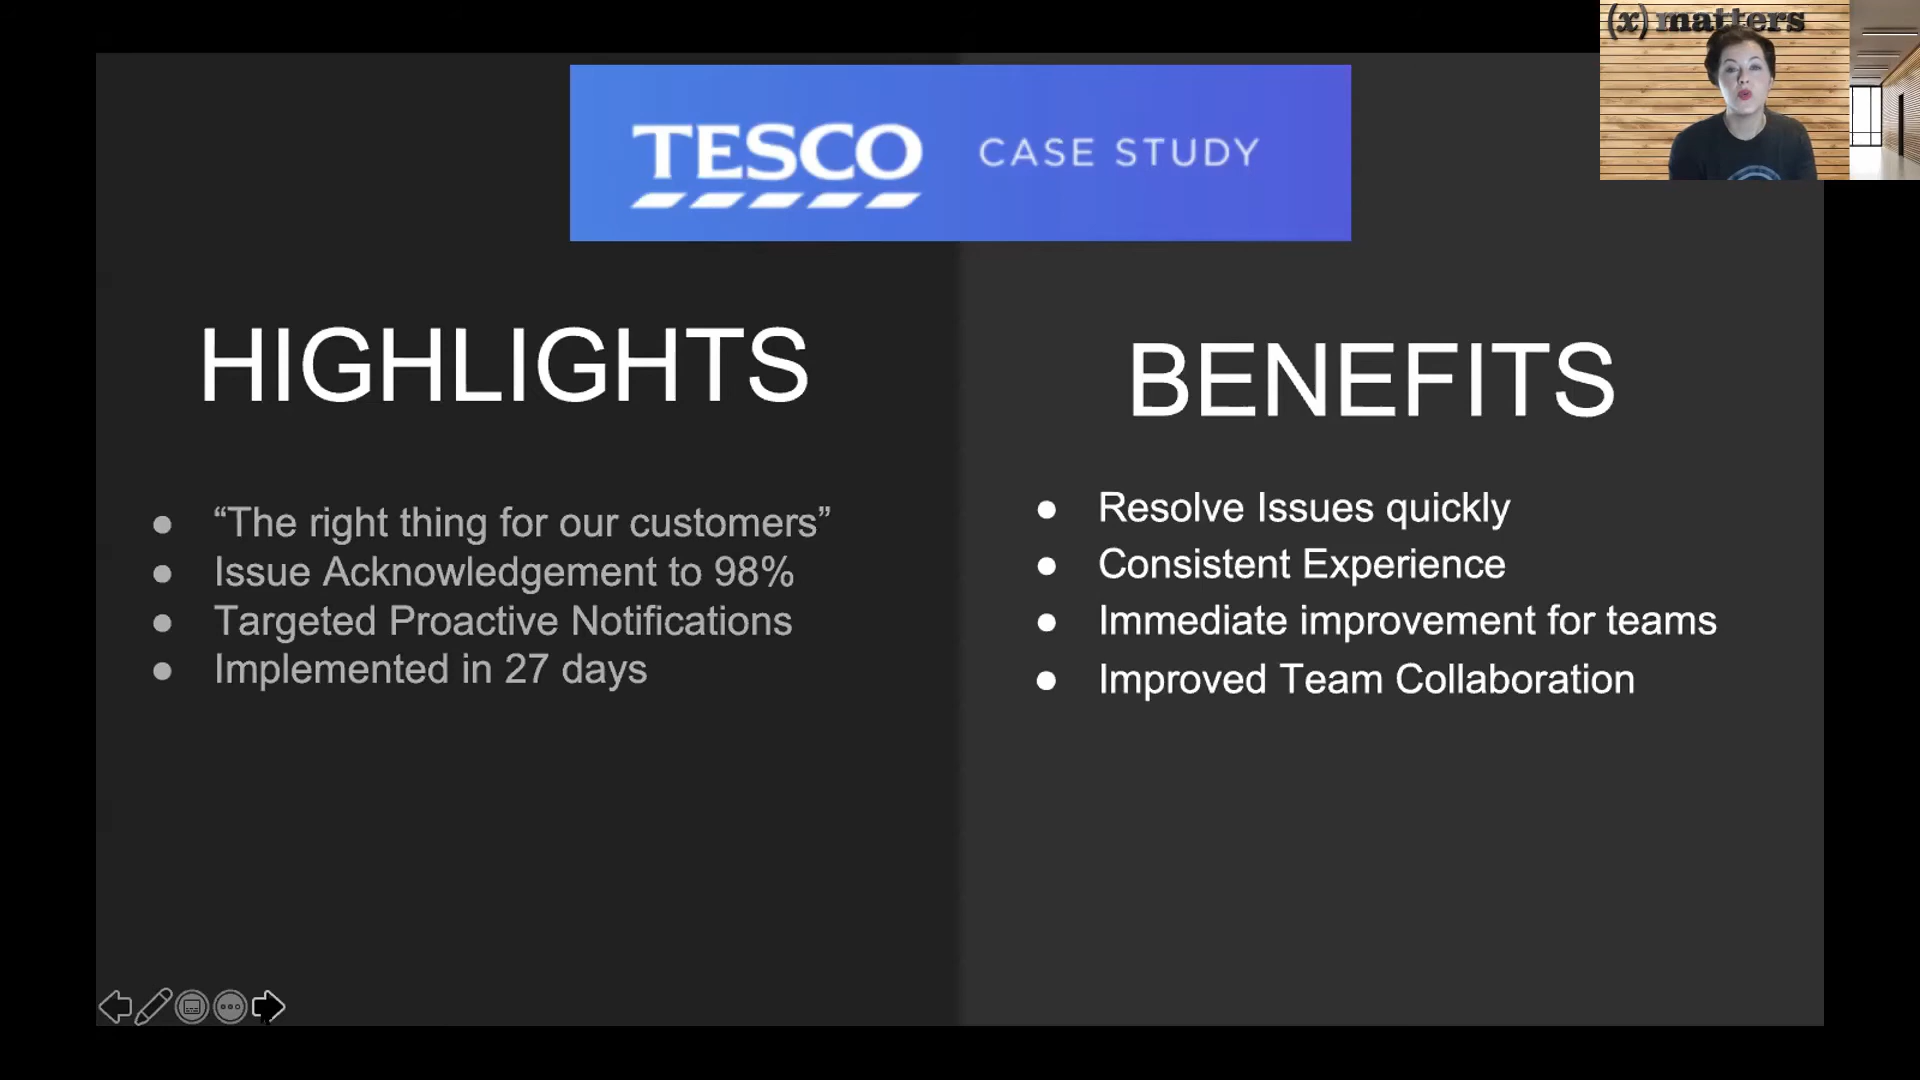 (x) matters
TESCO CASE STUDY
HIGHLIGHTS
“The right thing for our customers”
Issue Acknowledgement to 98%
Targeted Proactive Notifications
Implemented in 27 days
BENEFITS
Resolve Issues quickly
Consistent Experience
Immediate improvement for teams
Improved Team Collaboration